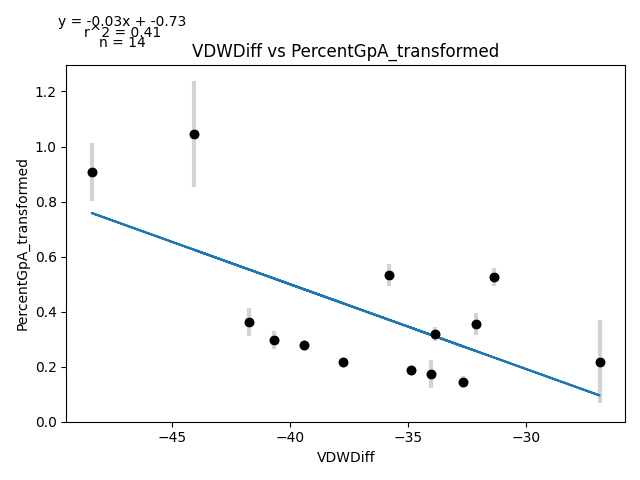 y = -0.03x + -0.73
r^2 = 0.41
n = 14
VDWDiff vs PercentGpA_transformed
PercentGpA_transformed
1.2
1.0
0.8
0.6
0.4
0.2
0.0
−45
−40
−35
−30
VDWDiff